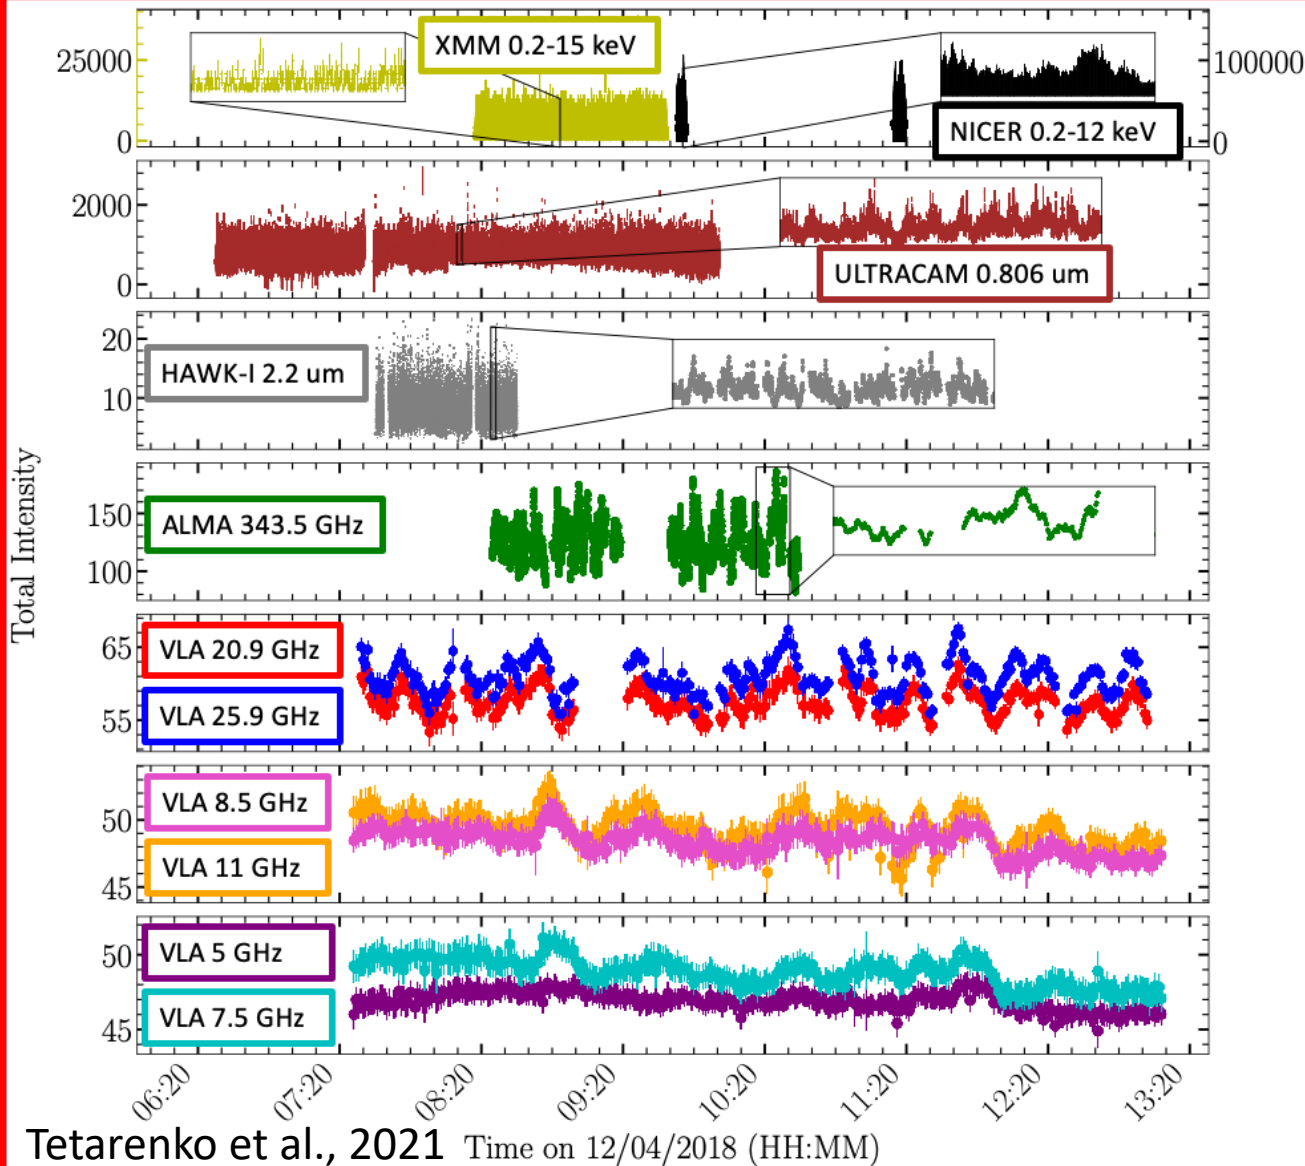 XMM 0.2-15 keV
25000
0
100000
0
NICER 0.2-12 keV
2000
0
ULTRACAM 0.806 um
20
10
HAWK-I 2.2 um
Total Intensity
150
100
ALMA 343.5 GHz
65
55
VLA 20.9 GHz
VLA 25.9 GHz
50
45
VLA 8.5 GHz
VLA 11 GHz
50
45
VLA 5 GHz
VLA 7.5 GHz
06:20 07:20 08:20 09:20 10:20 11:20 12:20 13:20
Tetarenko et al., 2021 Time on 12/04/2018 (HH:MM)